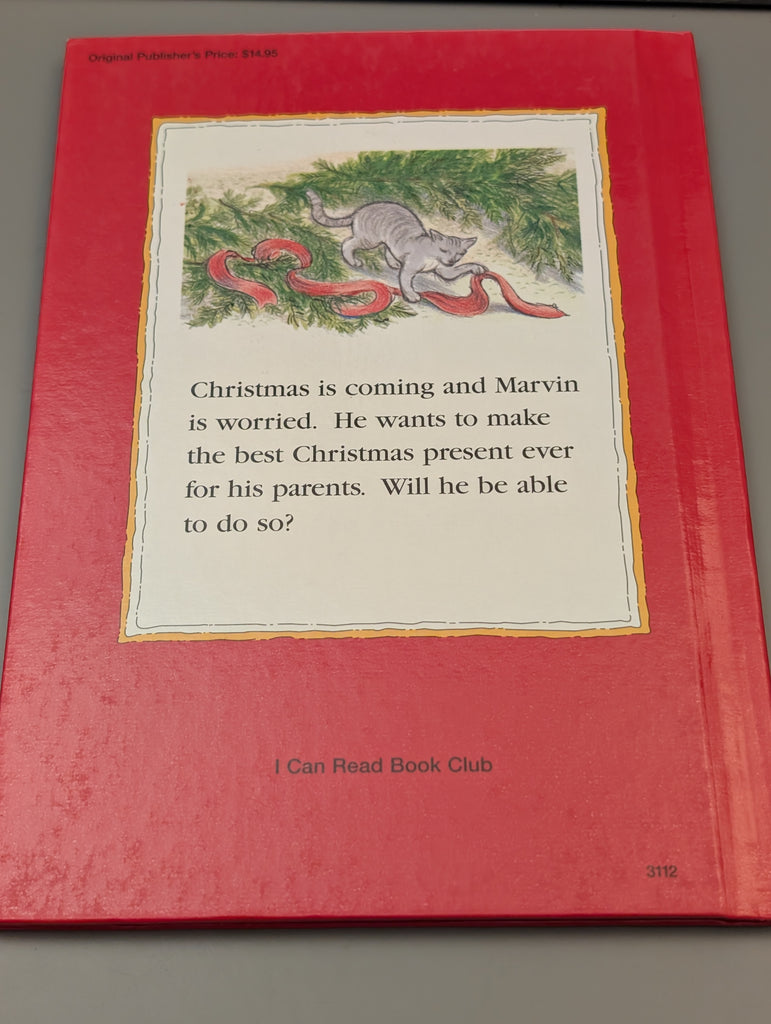 Original Publisher's Price: $14.95
Christmas is coming and Marvin
is worried. He wants to make
the best Christmas present ever
for his parents. Will he be able
to do so?
I Can Read Book Club
3112